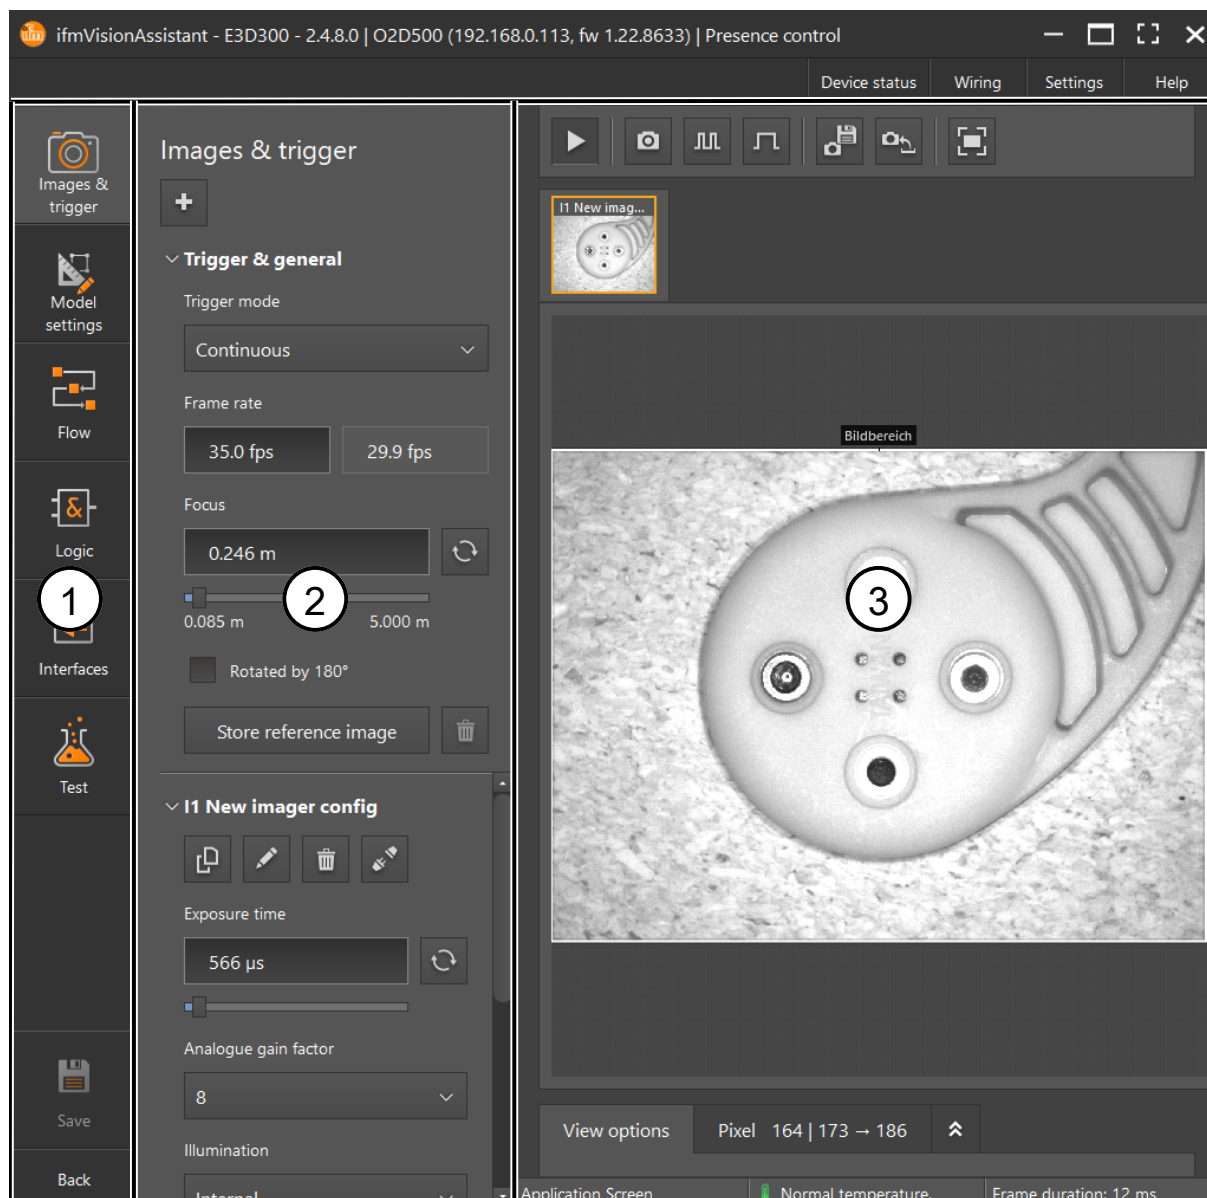 ifm ifmVisionAssistant - E3D300 - 2.4.8.0 | O2D500 (192.168.0.113, fw 1.22.8633) | Presence control
Device status Wiring Settings Help
Images &
trigger
Model
settings
Flow
Logic
1
Interfaces
Test
Save
Back
Images & trigger
Trigger & general
Trigger mode
Continuous
Frame rate
35.0 fps 29.9 fps
Focus
0.246 m
2
0.085 m 5.000 m
Rotated by 180°
Store reference image
I1 New imager config
Exposure time
566 µs
Analogue gain factor
8
Illumination
Internal
I1 New imag...
Bildbereich
3
View options Pixel 164 | 173 → 186
Application Screen Normal temperature. Frame duration: 12 ms